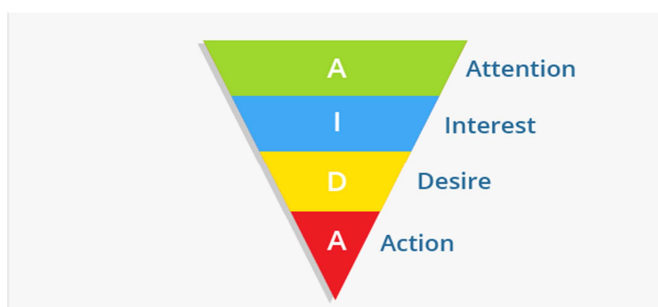 A Attention
I Interest
D Desire
A Action